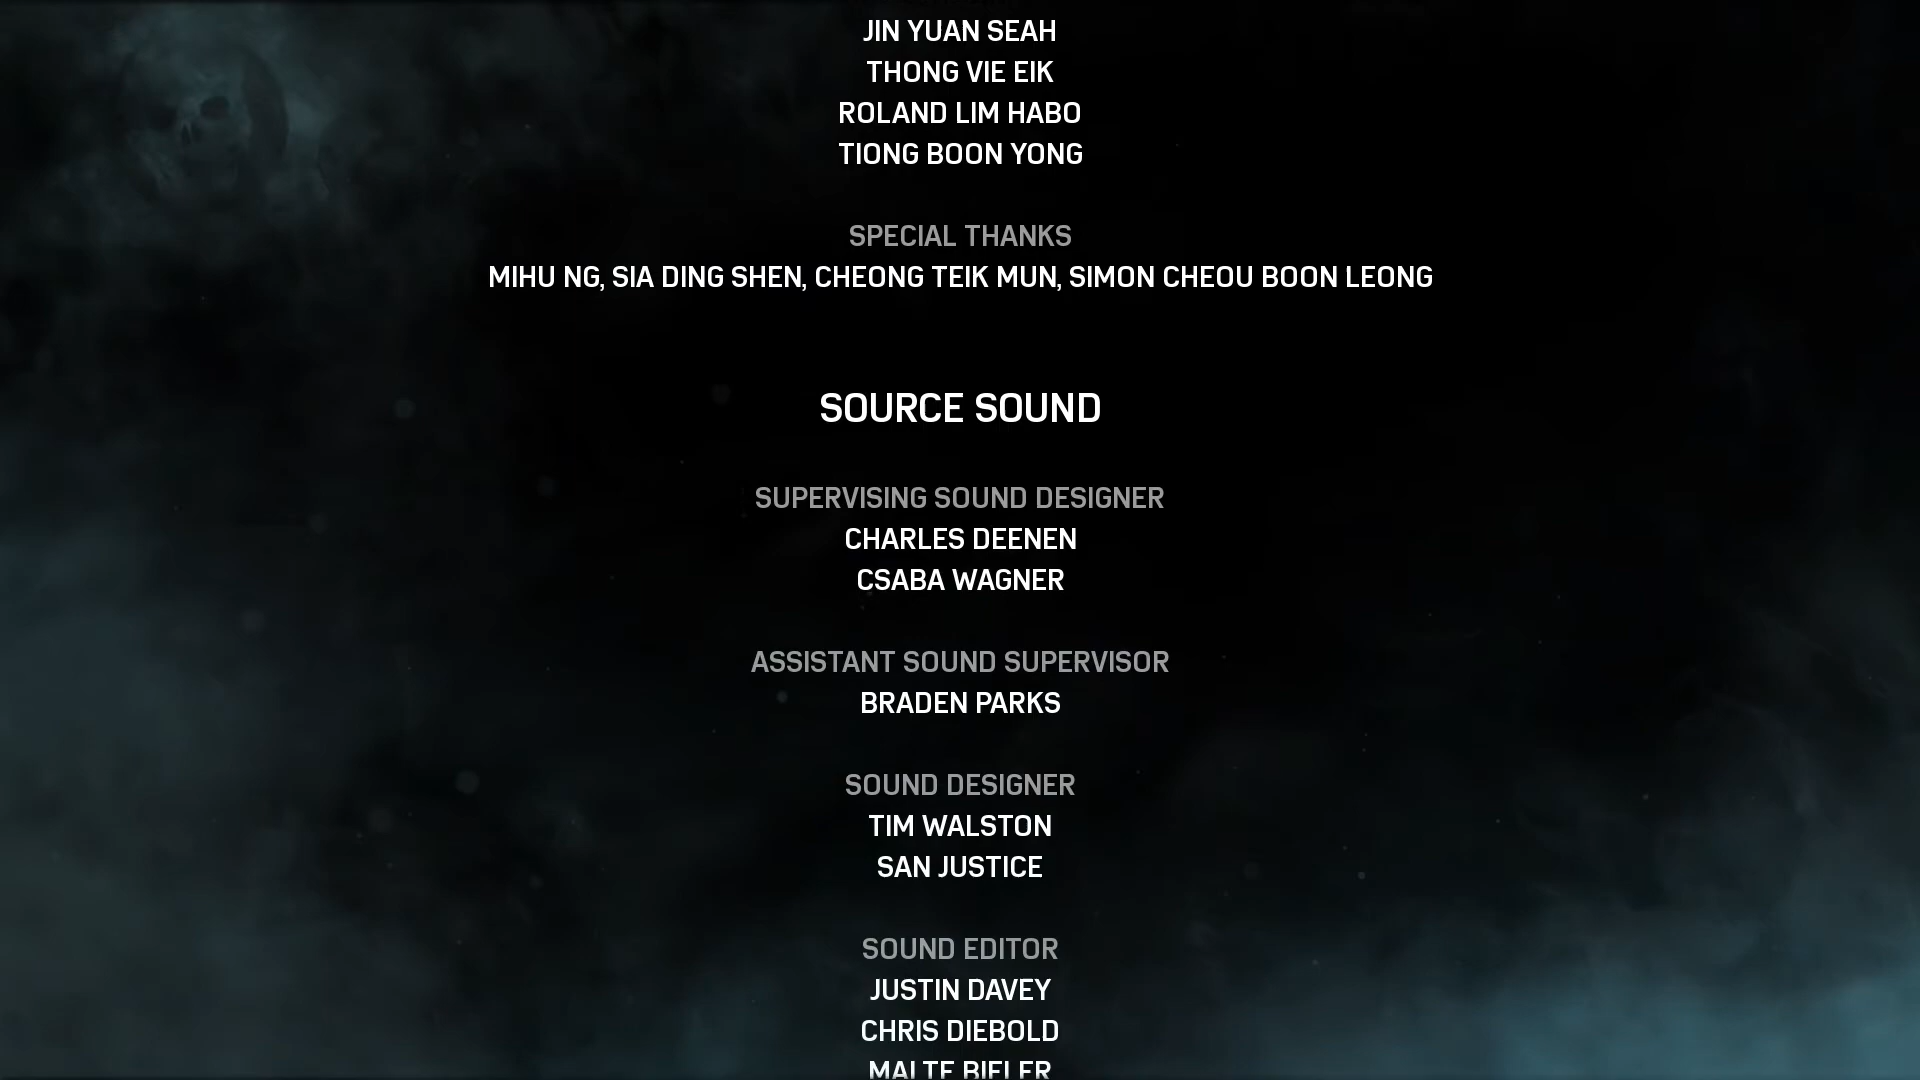 JIN YUAN SEAH
THONG VIE EIK
ROLAND LIM HABO
TIONG BOON YONG
SPECIAL THANKS
MIHU NG, SIA DING SHEN, CHEONG TEIK MUN, SIMON CHEOU BOON LEONG
SOURCE SOUND
SUPERVISING SOUND DESIGNER
CHARLES DEENEN
CSABA WAGNER
ASSISTANT SOUND SUPERVISOR
BRADEN PARKS
SOUND DESIGNER
TIM WALSTON
SAN JUSTICE
SOUND EDITOR
JUSTIN DAVEY
CHRIS DIEBOLD
MALTE BIELER